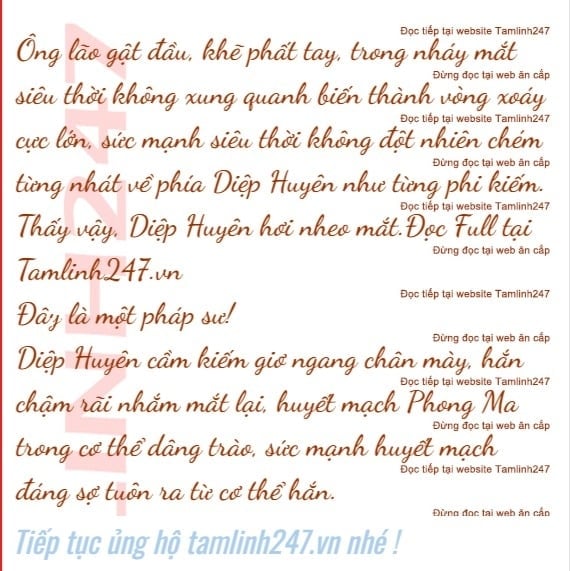 Đọc tiếp tại website Tamlinh247
Ông lão gật đầu, khẽ phất tay, trong nháy mắt
Đừng đọc tại web ăn cắp
siêu thời không xung quanh biến thành vòng xoáy
Đọc tiếp tại website Tamlinh247
cực lớn, sức mạnh siêu thời không đột nhiên chém
Đừng đọc tại web ăn cắp
từng nhát về phía Diệp Huyên như từng phi kiếm.
Đọc tiếp tại website Tamlinh247
Thấy vậy, Diệp Huyên hơi nheo mắt.Đọc Full tại
Đừng đọc tại web ăn cắp
Tamlinh247.vn
Đọc tiếp tại website Tamlinh247
Đây là một pháp sư!
Đừng đọc tại web ăn cắp
Diệp Huyên cầm kiếm giơ ngang chân mày, hắn
Đọc tiếp tại website Tamlinh247
chậm rãi nhắm mắt lại, huyết mạch Phong Ma
Đừng đọc tại web ăn cắp
trong cơ thể dâng trào, sức mạnh huyết mạch
Đọc tiếp tại website Tamlinh247
đáng sợ tuôn ra từ cơ thể hắn.
Đừng đọc tại web ăn cắp
Tiếp tục ủng hộ tamlinh247.vn nhé !
INH247